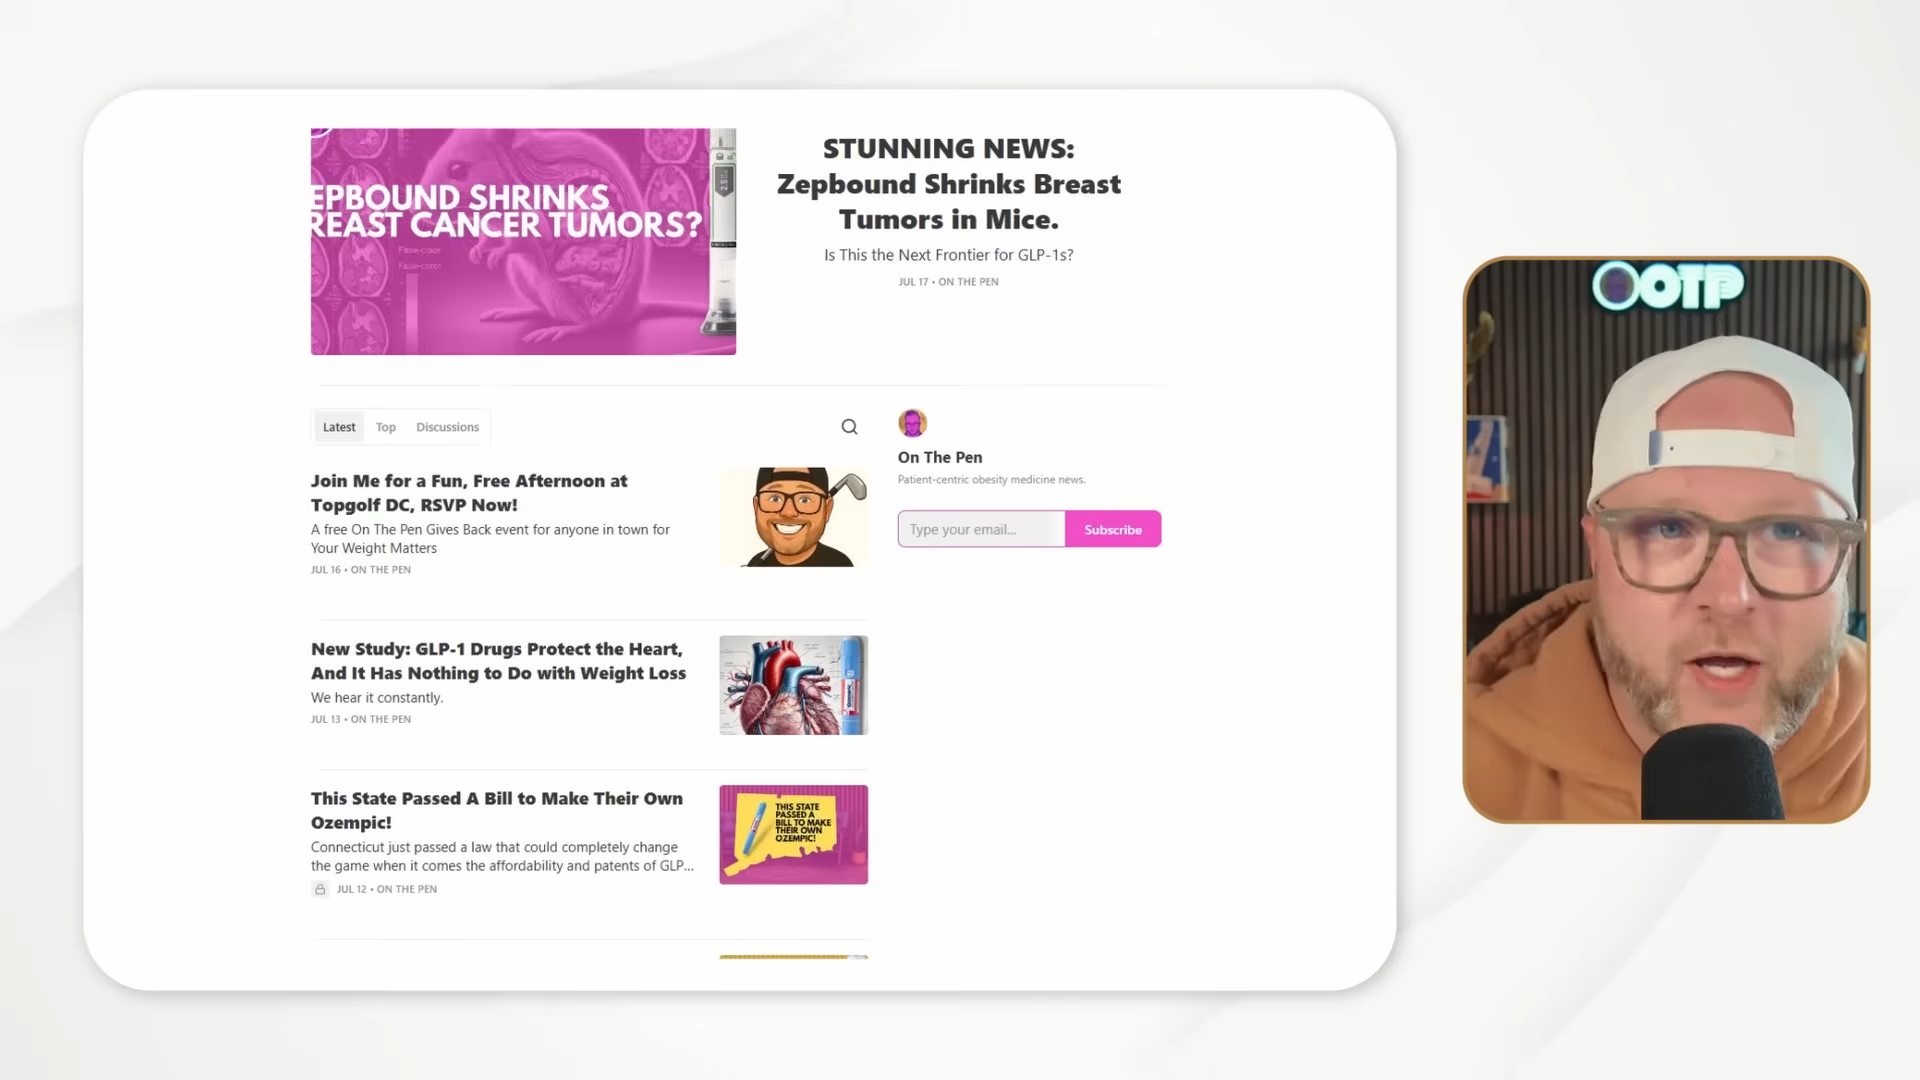 EPBOUND SHRINKS
REAST CANCER TUMORS?
False-color
False-color
2.5
STUNNING NEWS:
Zepbound Shrinks Breast
Tumors in Mice.
Is This the Next Frontier for GLP-1s?
JUL 17 • ON THE PEN
Latest
Top
Discussions
Join Me for a Fun, Free Afternoon at
Topgolf DC, RSVP Now!
A free On The Pen Gives Back event for anyone in town for
Your Weight Matters
JUL 16 • ON THE PEN
New Study: GLP-1 Drugs Protect the Heart,
And It Has Nothing to Do with Weight Loss
We hear it constantly.
JUL 13 • ON THE PEN
This State Passed A Bill to Make Their Own
Ozempic!
Connecticut just passed a law that could completely change
the game when it comes the affordability and patents of GLP...
JUL 12 • ON THE PEN
THIS STATE
PASSED A
BILL TO MAKE
THEIR OWN
OZEMPIC!
On The Pen
Patient-centric obesity medicine news.
Type your email...
Subscribe
OTP